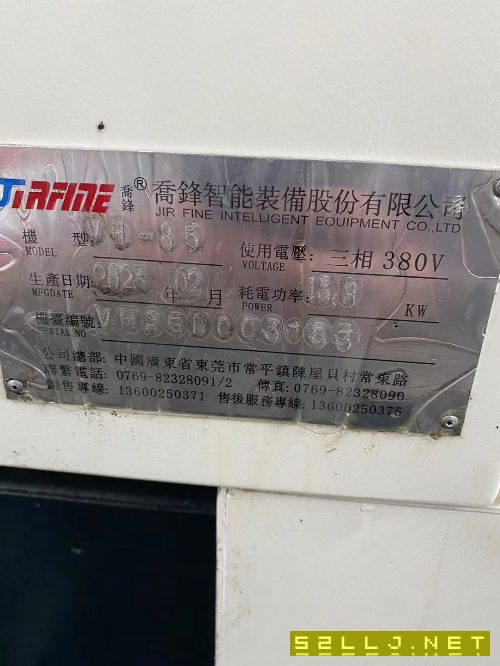 JIRFINE 喬鋒 ® 喬鋒智能裝備股份有限公司
JIR FINE INTELLIGENT EQUIPMENT CO.,LTD
機 型 使用電壓: 三相 380V
MODEL VOLTAGE
生產日期: 年 02 月 耗電功率: KW
MFGDATE POWER
機臺編號:
SERIAL NO
公司總部: 中國廣東省東莞市常平鎮陳屋貝村常東路
聯繫電話: 0769-82328091/2 傳真: 0769-82328090
銷售專線: 13600250371 售後服務專線: 13600250375
52LLJ.NET